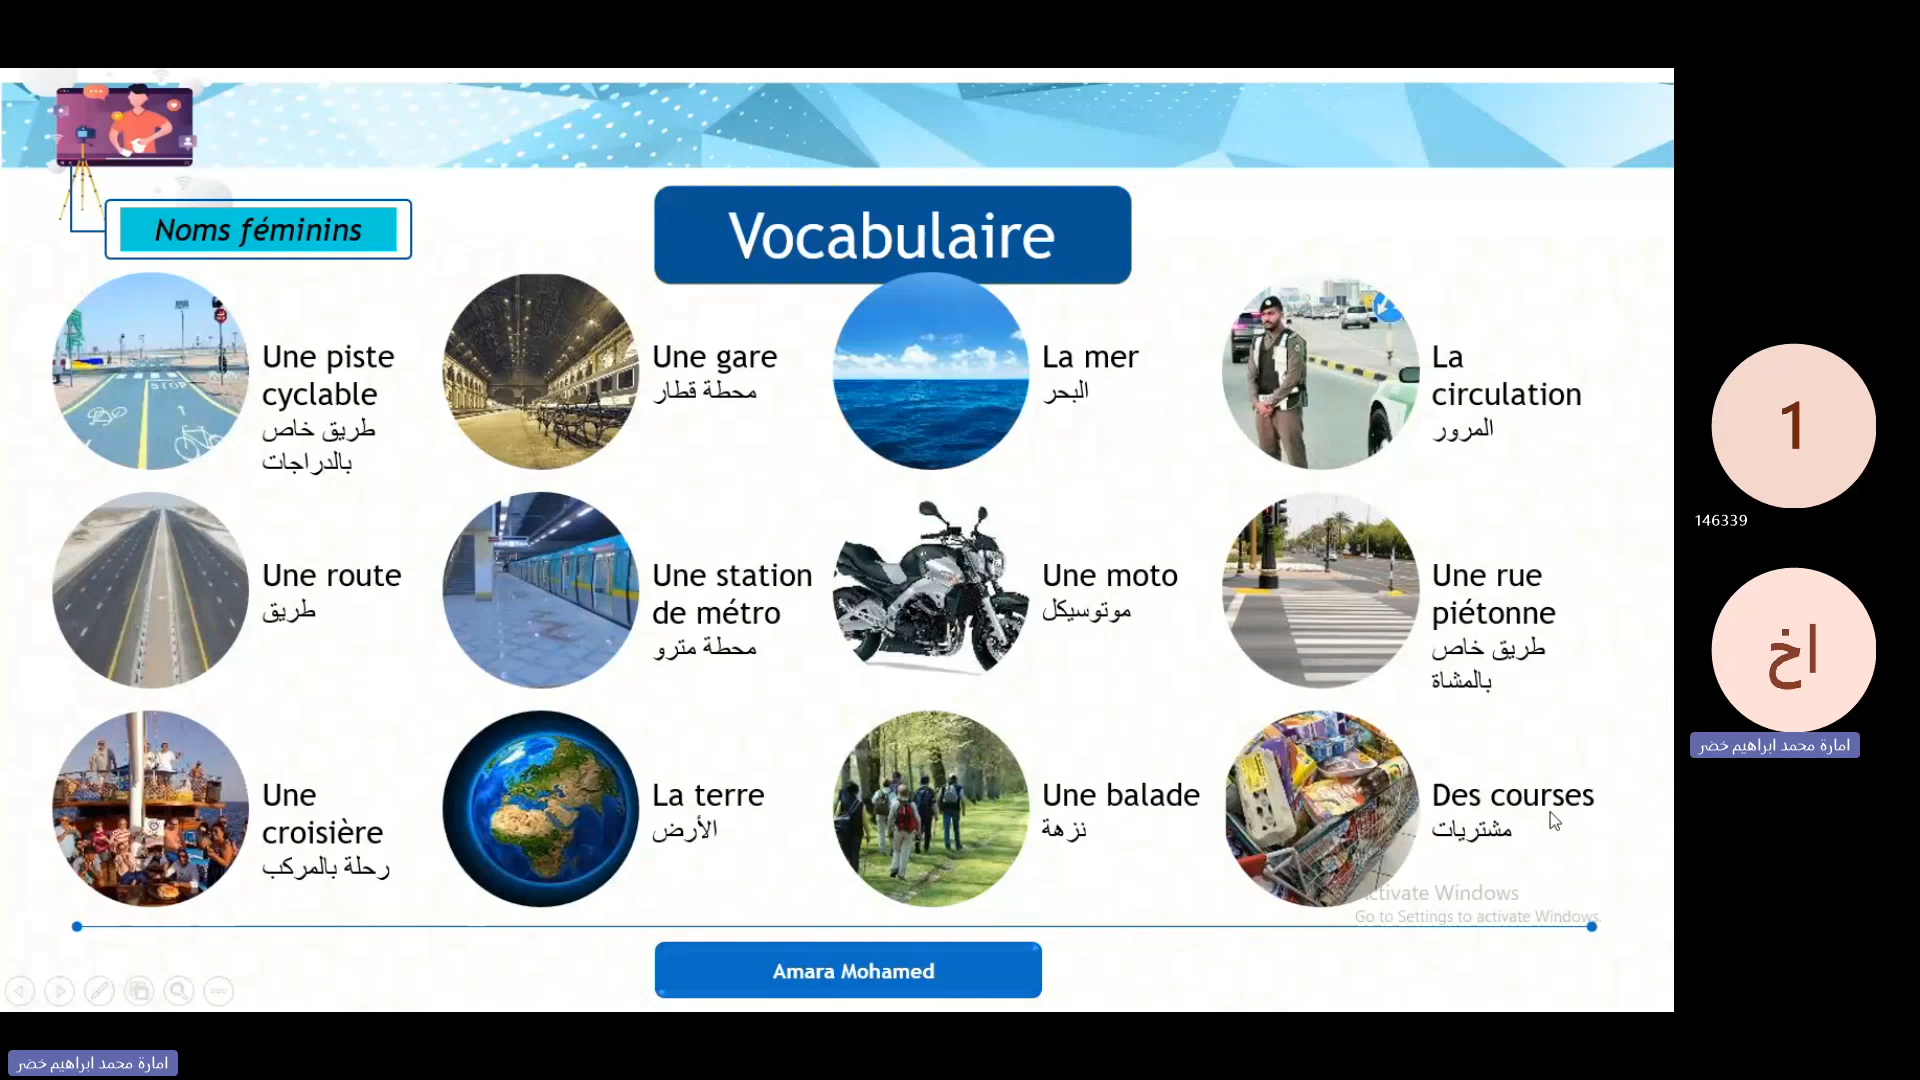 Noms féminins
Vocabulaire
Une piste
cyclable
طريق خاص
بالدراجات
Une gare
محطة قطار
La mer
البحر
La
circulation
المرور
Une route
طريق
Une station
de métro
محطة مترو
Une moto
موتوسيكل
Une rue
piétonne
طريق خاص
بالمشاة
Une
croisière
رحلة بالمركب
La terre
الأرض
Une balade
نزهة
Des courses
مشتريات
STOP
Activate Windows
Go to Settings to activate Windows.
Amara Mohamed
1
146339
اخ
امارة محمد ابراهيم خضر
امارة محمد ابراهيم خضر